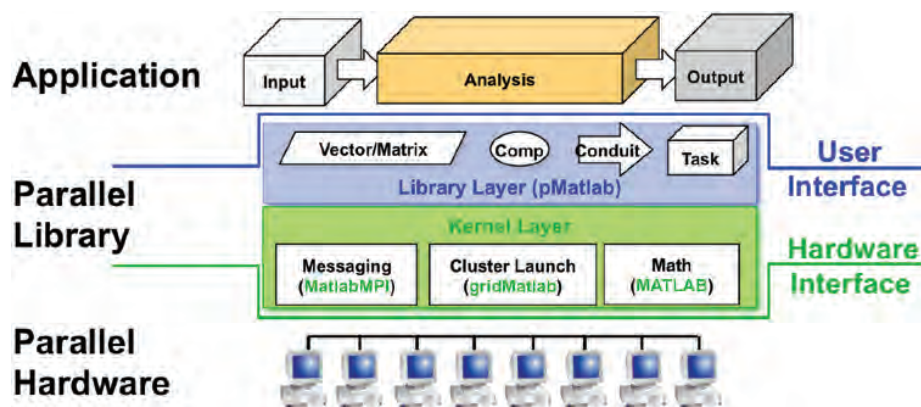 Application
Input
Analysis
Output
Vector/Matrix
Comp
Conduit
Task
Library Layer (pMatlab)
User
Interface
Parallel
Library
Kernel Layer
Messaging
(MatlabMPI)
Cluster Launch
(gridMatlab)
Math
(MATLAB)
Hardware
Interface
Parallel
Hardware